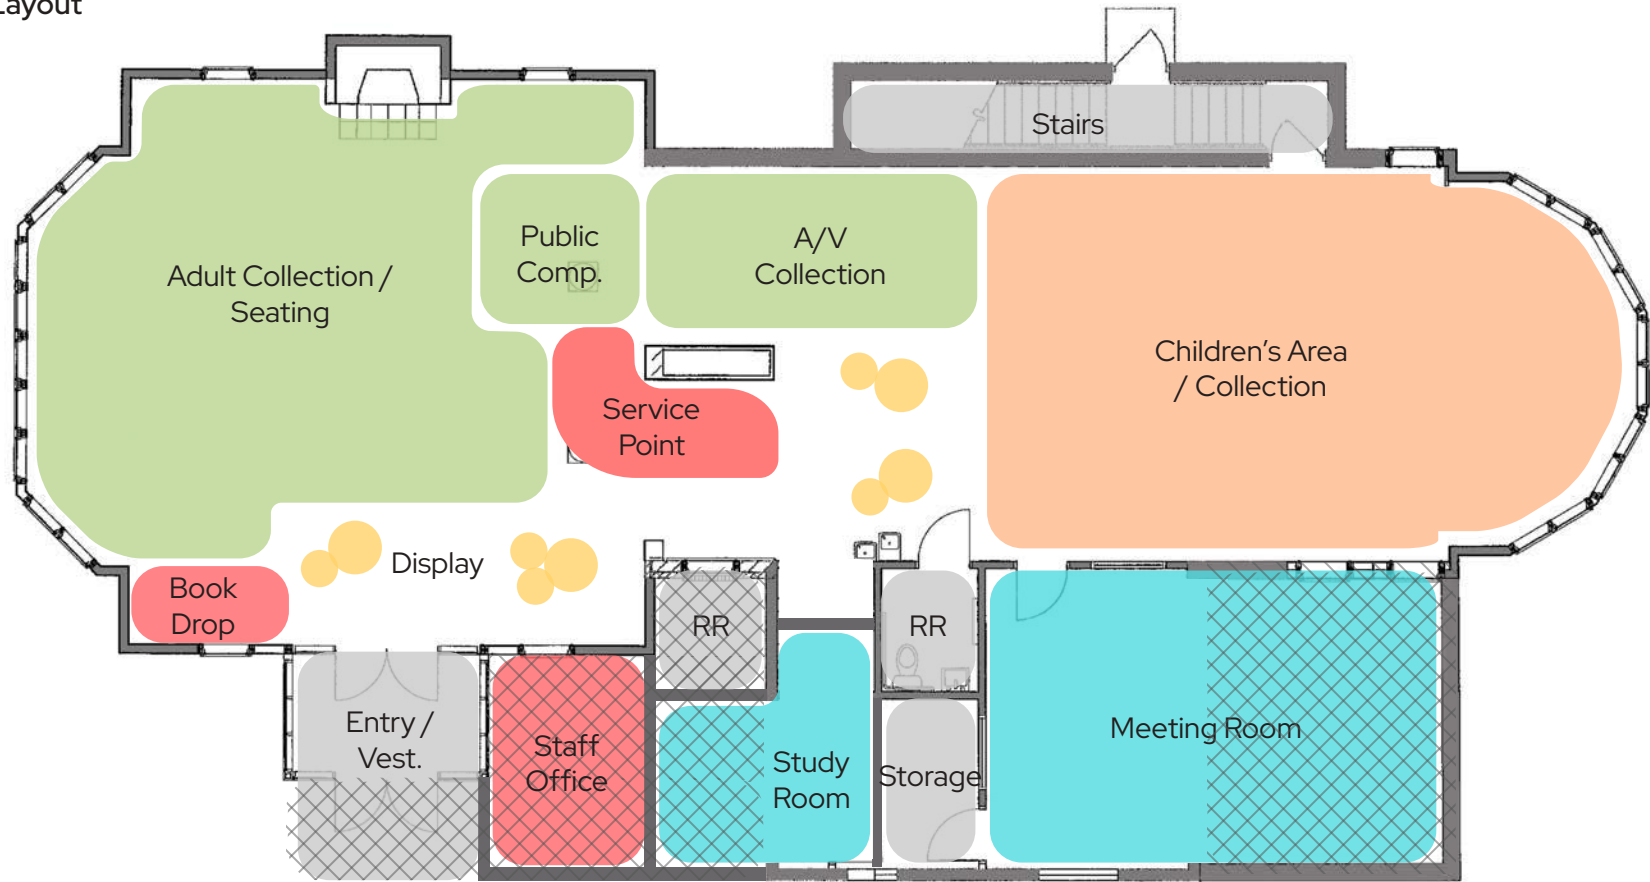 Layout
Stairs
Public
Comp.
A/V
Collection
Adult Collection /
Seating
Children's Area
/ Collection
Service
Point
Display
Book
Drop
RR
RR
Entry /
Vest.
Staff
Office
Study
Room
Storage
Meeting Room